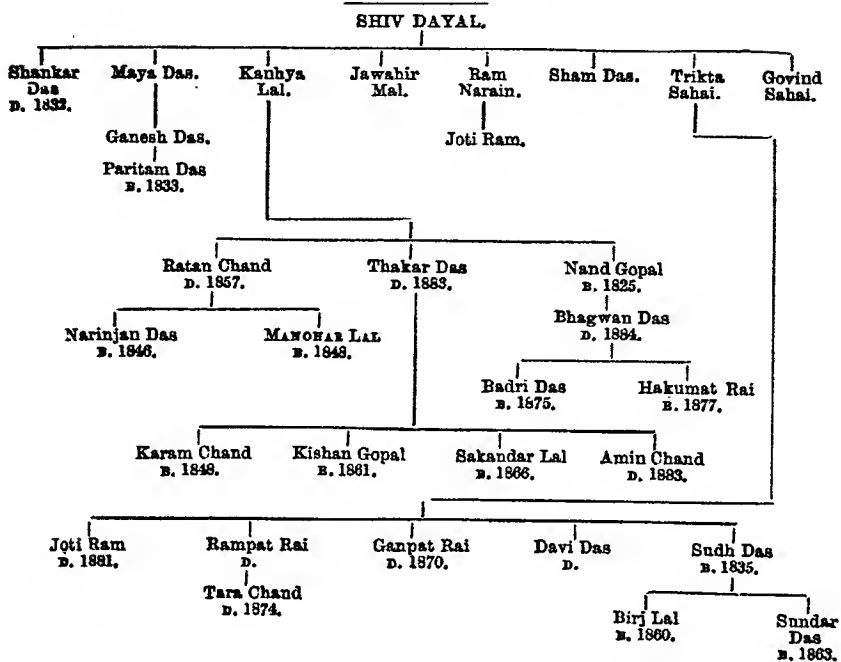 SHIV DAYAL.
Shankar Das D. 1832.
Maya Das.
Kanhya Lal.
Jawahir Mal.
Ram Narain.
Sham Das.
Trikta Sahai.
Govind Sahai.
Ganesh Das.
Joti Ram.
Paritam Das
B. 1833.
Ratan Chand
D. 1857.
Thakar Das
D. 1883.
Nand Gopal
B. 1825.
Narinjan Das
B. 1846.
MANOHAR LAL
B. 1848.
Bhagwan Das
D. 1884.
Badri Das
B. 1875.
Hakumat Rai
B. 1877.
Karam Chand
B. 1848.
Kishan Gopal
B. 1861.
Sakandar Lal
B. 1866.
Amin Chand
D. 1883.
Joti Ram
D. 1881.
Rampat Rai
D.
Ganpat Rai
D. 1870.
Davi Das
D.
Sudh Das
B. 1835.
Tara Chand
D. 1874.
Birj Lal
B. 1860.
Sundar
Das
B. 1863.